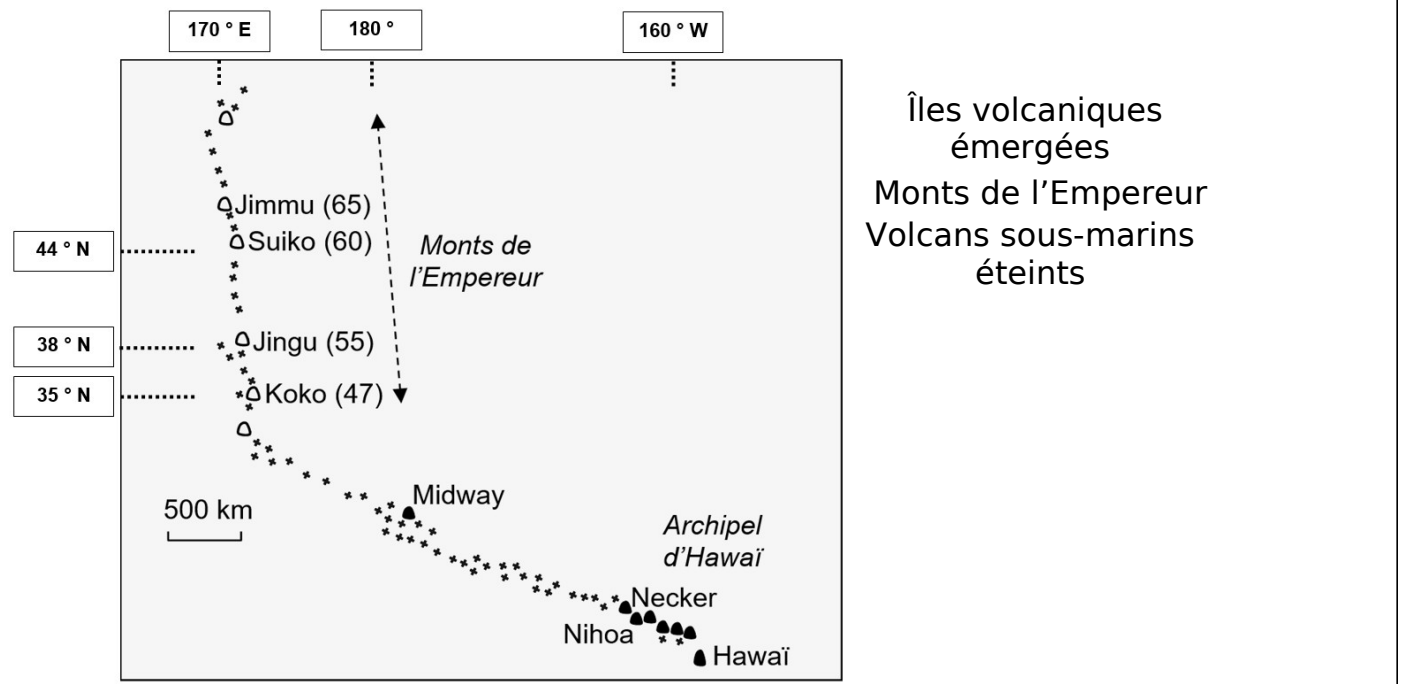 170 ° E
180 °
160 ° W
Îles volcaniques
émergées
Monts de l’Empereur
Volcans sous-marins
éteints
Jimmu (65)
44 ° N
Suiko (60)
Monts de
l’Empereur
38 ° N
Jingu (55)
35 ° N
Koko (47)
Midway
500 km
Archipel
d’Hawaï
Necker
Nihoa
Hawaï